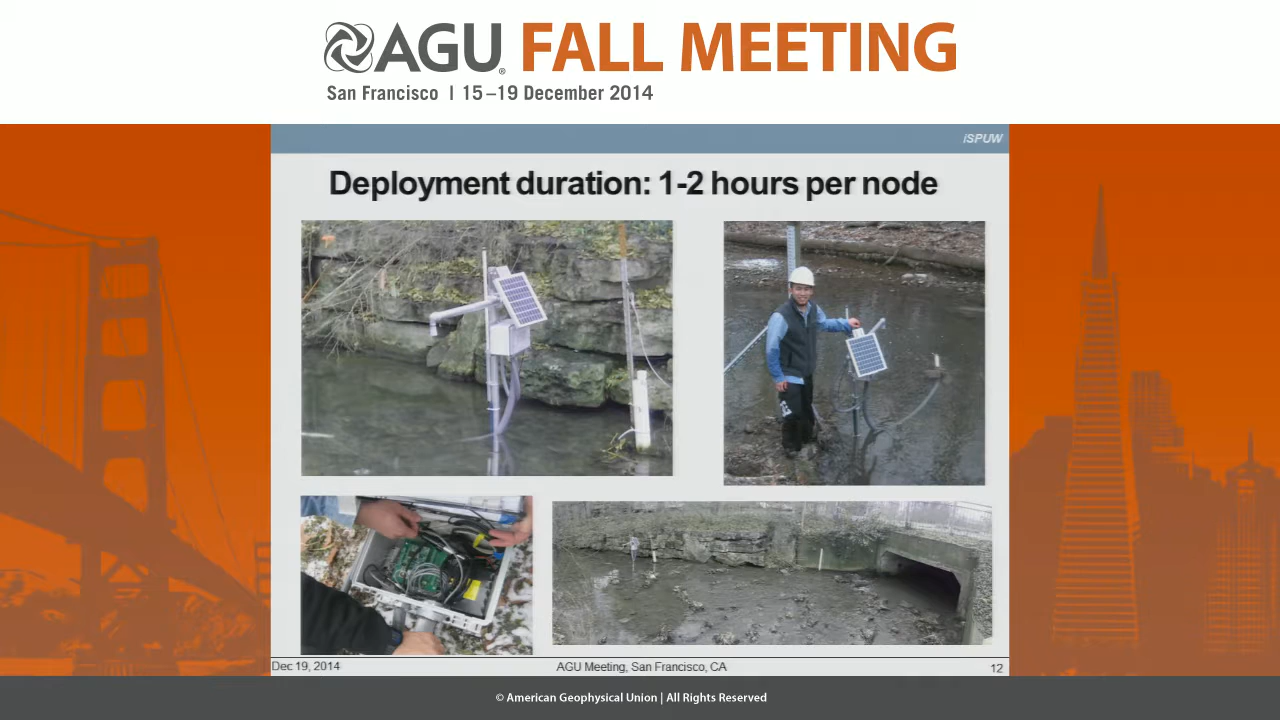 AGU® FALL MEETING
San Francisco | 15–19 December 2014
iSPUW
Deployment duration: 1-2 hours per node
Dec 19, 2014
AGU Meeting, San Francisco, CA
12
© American Geophysical Union | All Rights Reserved